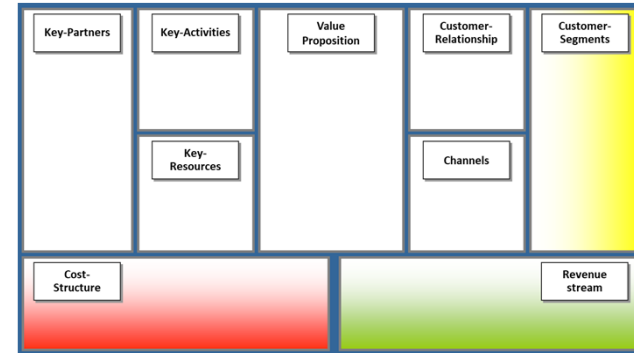 Key-Partners
Key-Activities
Value
Proposition
Customer-
Relationship
Customer-
Segments
Key-
Resources
Channels
Cost-
Structure
Revenue
stream